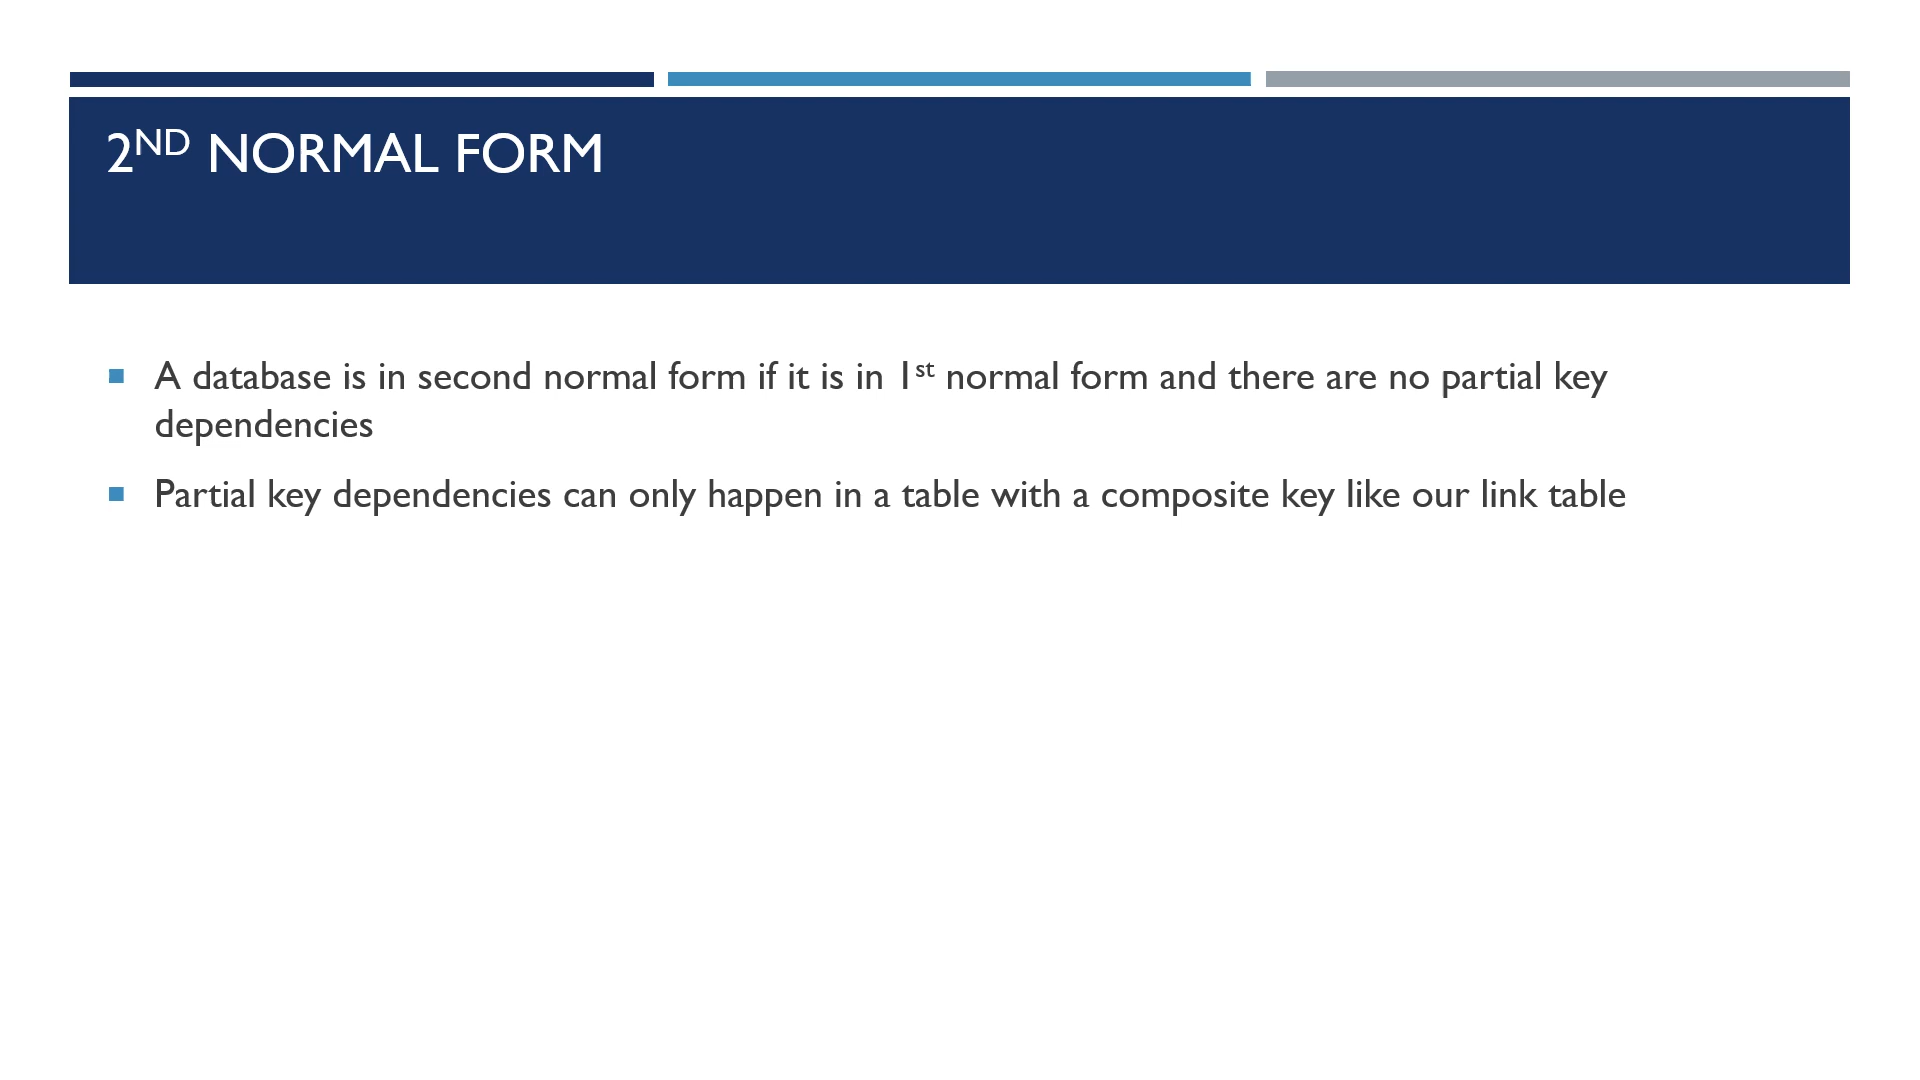 2ND NORMAL FORM
A database is in second normal form if it is in 1st normal form and there are no partial key
dependencies
Partial key dependencies can only happen in a table with a composite key like our link table